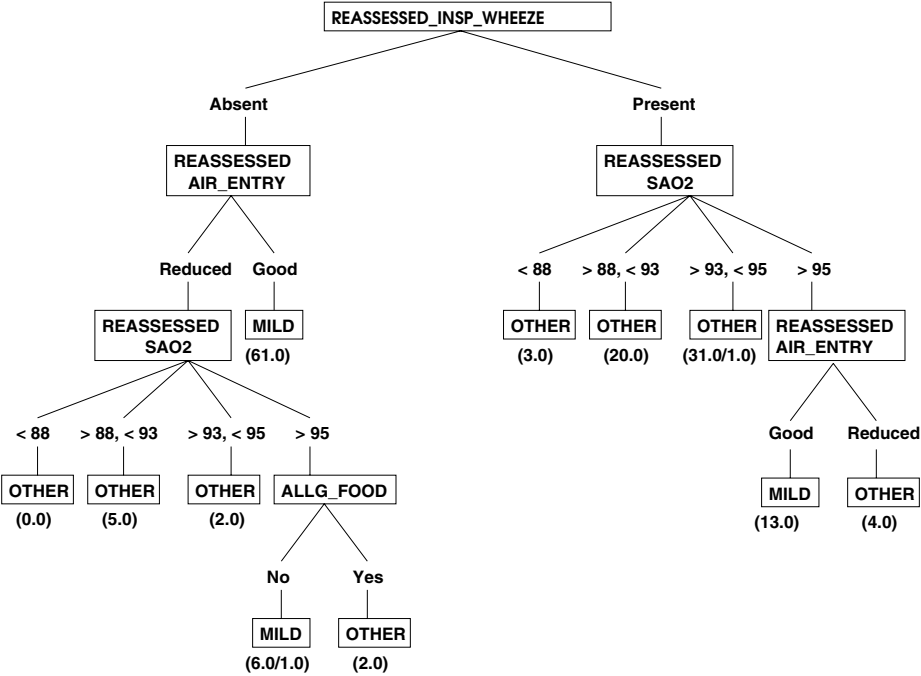 REASSESSED_INSP_WHEEZE
Absent
Present
REASSESSED
AIR_ENTRY
REASSESSED
SAO2
Reduced
Good
< 88
> 88, < 93
> 93, < 95
> 95
REASSESSED
SAO2
MILD
(61.0)
OTHER
(3.0)
OTHER
(20.0)
OTHER
(31.0/1.0)
REASSESSED
AIR_ENTRY
< 88
> 88, < 93
> 93, < 95
> 95
Good
Reduced
OTHER
(0.0)
OTHER
(5.0)
OTHER
(2.0)
ALLG_FOOD
MILD
(13.0)
OTHER
(4.0)
No
Yes
MILD
(6.0/1.0)
OTHER
(2.0)